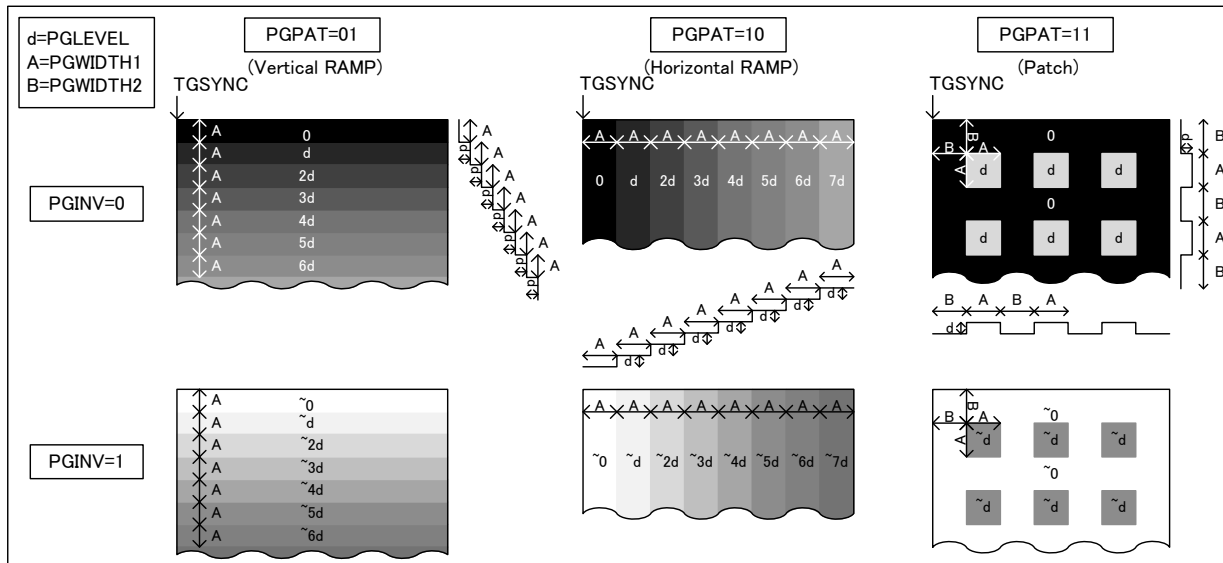 d=PGLEVEL
A=PGWIDTH1
B=PGWIDTH2
PGPAT=01
(Vertical RAMP)
PGPAT=10
(Horizontal RAMP)
PGPAT=11
(Patch)
PGINV=0
TGSYNC
A 0
A d
A 2d
A 3d
A 4d
A 5d
A 6d
A
d
A
d
A
d
A
d
A
d
A
d
A
d
A
d
TGSYNC
A A A A A A A A
0 d 2d 3d 4d 5d 6d 7d
A
A
d
A
d
A
d
A
d
A
d
A
d
A
d
TGSYNC
B 0
B A
A d d d
0
d d d
d
B
A
B
A
B
B A B A
d
PGINV=1
A ~0
A ~d
A ~2d
A ~3d
A ~4d
A ~5d
A ~6d
A A A A A A A A
~0 ~d ~2d ~3d ~4d ~5d ~6d ~7d
B ~0
B A
A ~d ~d ~d
~0
~d ~d ~d